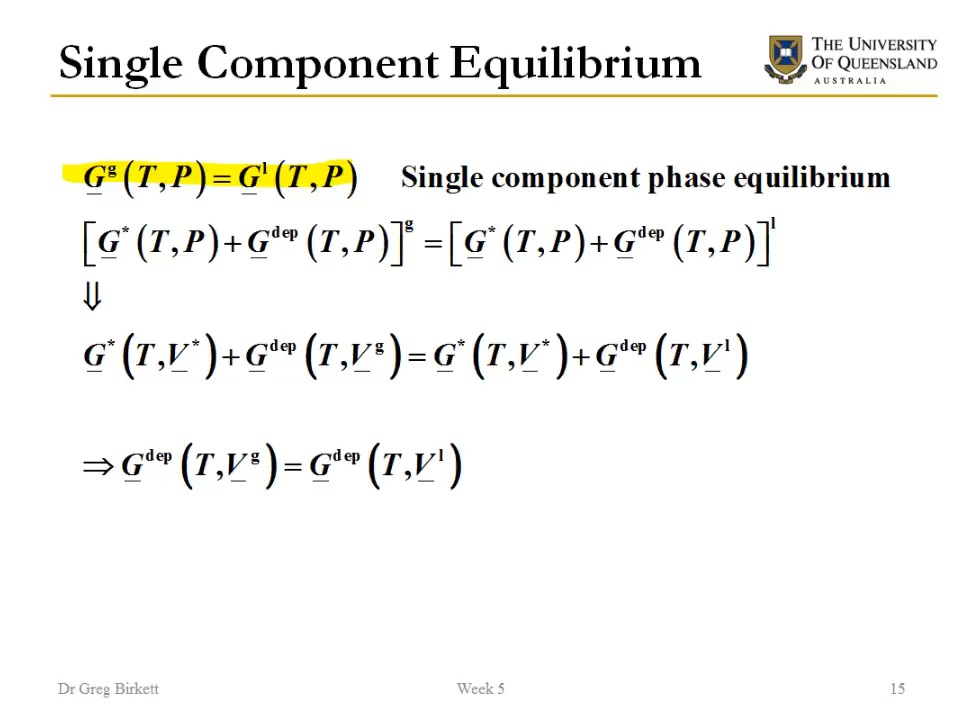 Single Component Equilibrium
THE UNIVERSITY
OF QUEENSLAND
AUSTRALIA
G̲ᵍ(T,P) = G̲ˡ(T,P) Single component phase equilibrium
[G̲*(T,P) + G̲ᵈᵉᵖ(T,P)]ᵍ = [G̲*(T,P) + G̲ᵈᵉᵖ(T,P)]ˡ
⇓
G̲*(T,V̲*) + G̲ᵈᵉᵖ(T,V̲ᵍ) = G̲*(T,V̲*) + G̲ᵈᵉᵖ(T,V̲ˡ)
⇒ G̲ᵈᵉᵖ(T,V̲ᵍ) = G̲ᵈᵉᵖ(T,V̲ˡ)
Dr Greg Birkett Week 5 15